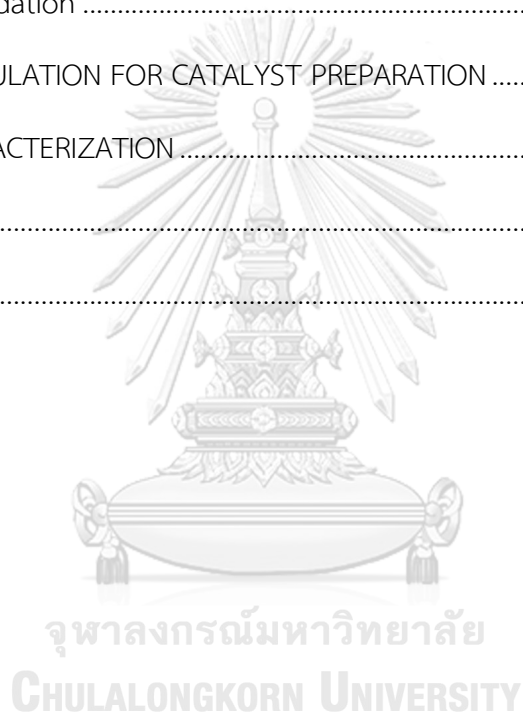 dation ........................................................................
ULATION FOR CATALYST PREPARATION .....
ACTERIZATION ......................................................
................................................................................
................................................................................
จุฬาลงกรณ์มหาวิทยาลัย
CHULALONGKORN UNIVERSITY